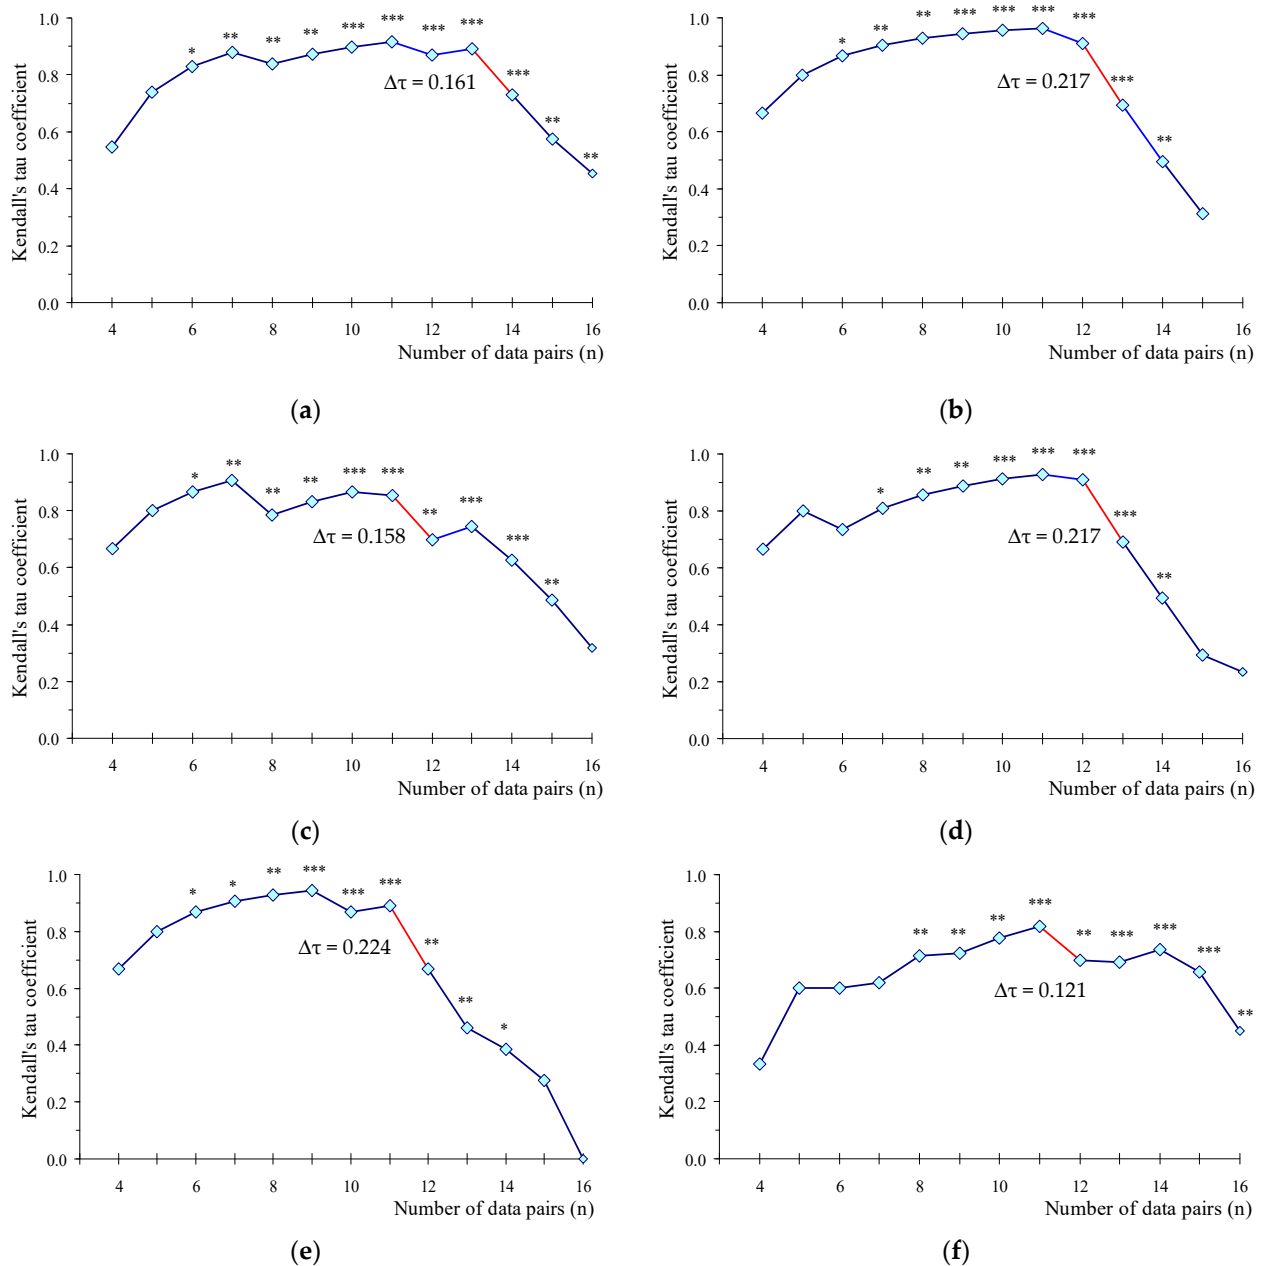 Kendall's tau coefficient
1.0
0.8
0.6
0.4
0.2
0.0
* ** ** ** *** *** *** *** *** ** **
Δτ = 0.161
4 6 8 10 12 14 16
Number of data pairs (n)
(a)
Kendall's tau coefficient
1.0
0.8
0.6
0.4
0.2
0.0
* ** ** *** *** *** *** *** **
Δτ = 0.217
4 6 8 10 12 14 16
Number of data pairs (n)
(b)
Kendall's tau coefficient
1.0
0.8
0.6
0.4
0.2
0.0
* ** ** ** *** *** ** *** *** **
Δτ = 0.158
4 6 8 10 12 14 16
Number of data pairs (n)
(c)
Kendall's tau coefficient
1.0
0.8
0.6
0.4
0.2
0.0
* ** ** *** *** *** *** **
Δτ = 0.217
4 6 8 10 12 14 16
Number of data pairs (n)
(d)
Kendall's tau coefficient
1.0
0.8
0.6
0.4
0.2
0.0
* * ** *** *** *** ** ** *
Δτ = 0.224
4 6 8 10 12 14 16
Number of data pairs (n)
(e)
Kendall's tau coefficient
1.0
0.8
0.6
0.4
0.2
0.0
** ** ** *** ** *** *** *** **
Δτ = 0.121
4 6 8 10 12 14 16
Number of data pairs (n)
(f)